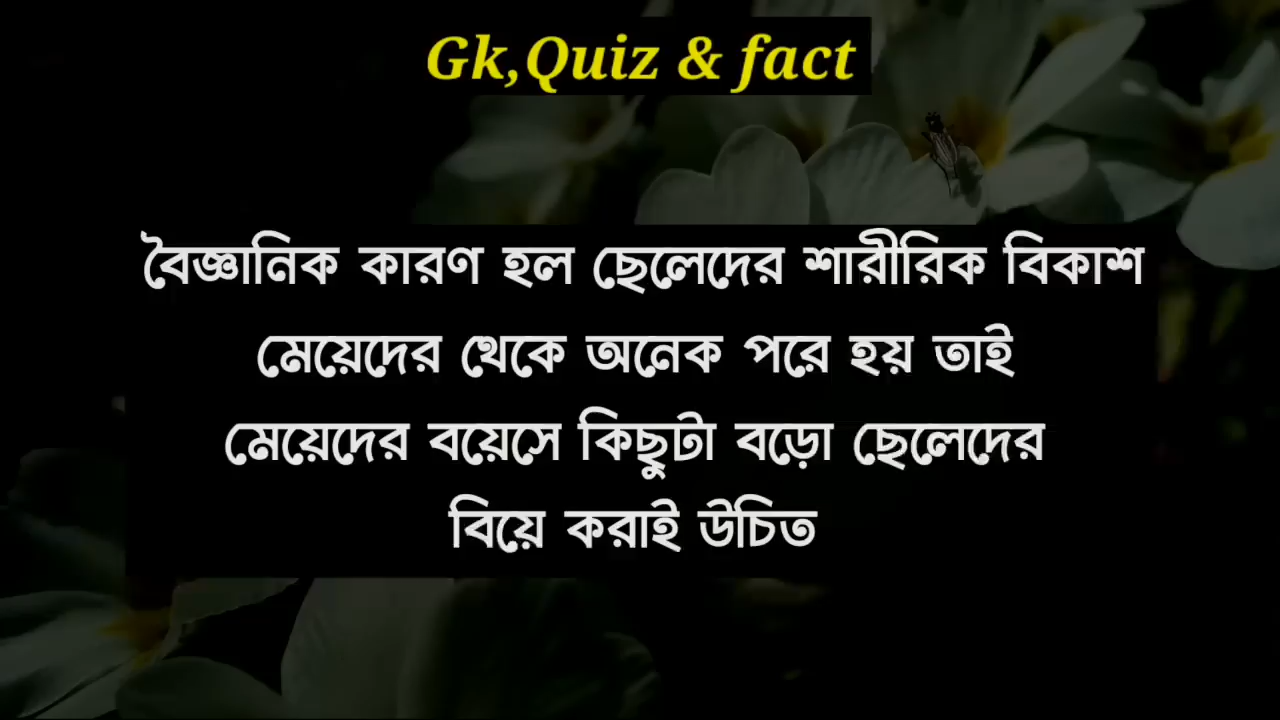 Gk,Quiz & fact
বৈজ্ঞানিক কারণ হল ছেলেদের শারীরিক বিকাশ
মেয়েদের থেকে অনেক পরে হয় তাই
মেয়েদের বয়েসে কিছুটা বড়ো ছেলেদের
বিয়ে করাই উচিত